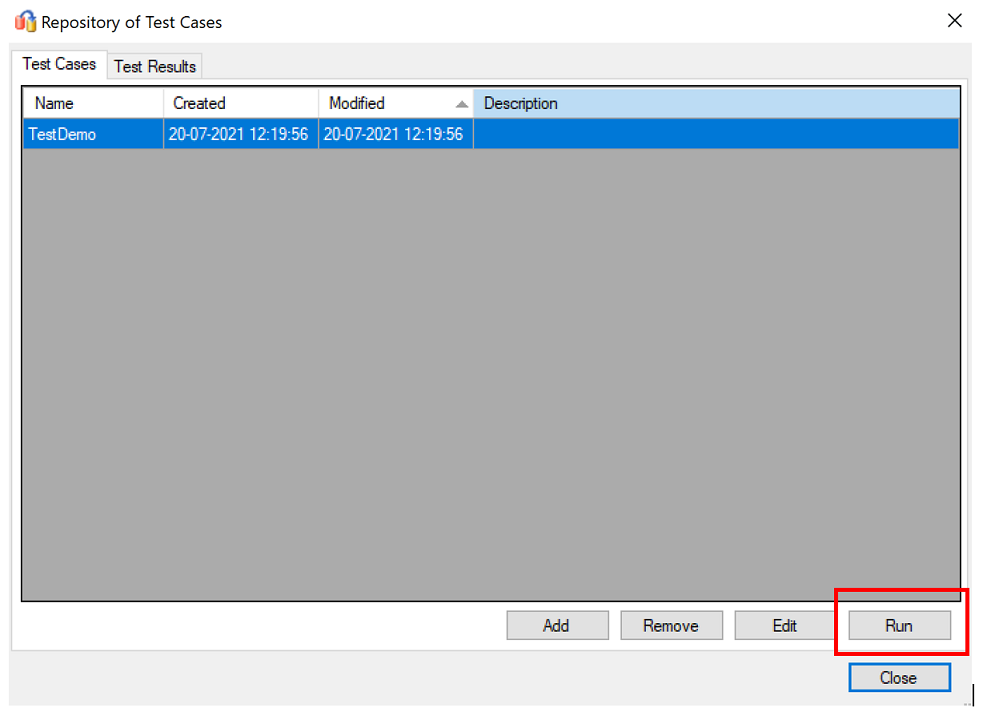 Repository of Test Cases
Test Cases Test Results
Name Created Modified Description
TestDemo 20-07-2021 12:19:56 20-07-2021 12:19:56
Add Remove Edit Run
Close